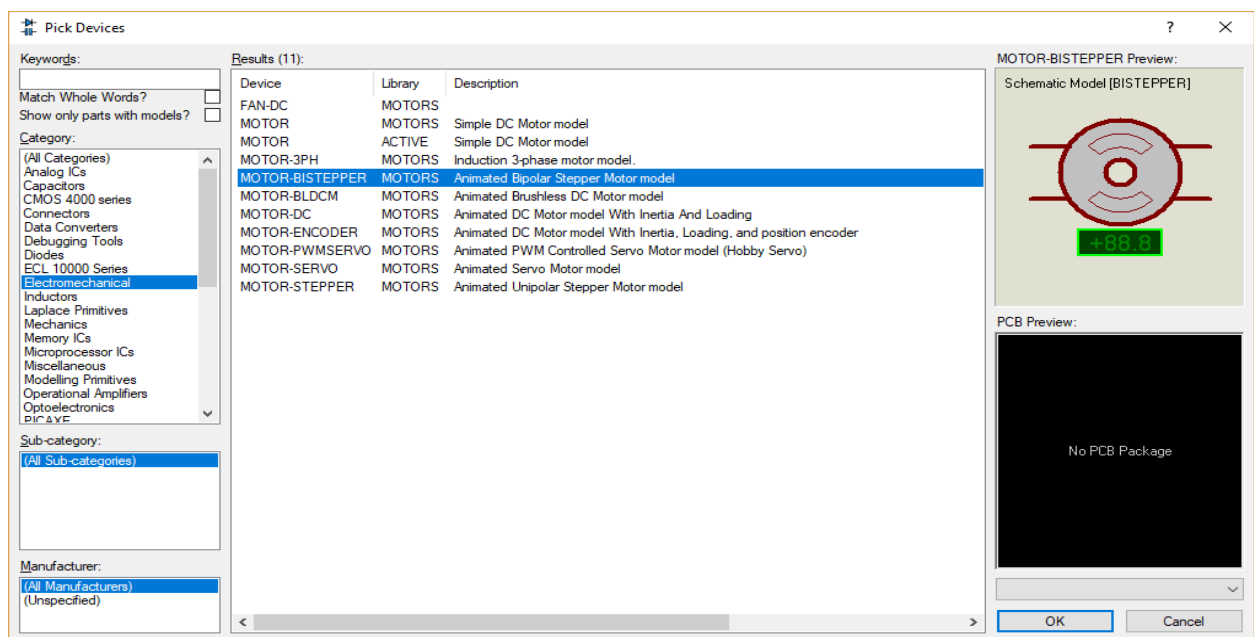 Pick Devices
?
Keywords:
Match Whole Words?
Show only parts with models?
Category:
(All Categories)
Analog ICs
Capacitors
CMOS 4000 series
Connectors
Data Converters
Debugging Tools
Diodes
ECL 10000 Series
Electromechanical
Inductors
Laplace Primitives
Mechanics
Memory ICs
Microprocessor ICs
Miscellaneous
Modelling Primitives
Operational Amplifiers
Optoelectronics
PICAXE
Sub-category:
(All Sub-categories)
Manufacturer:
(All Manufacturers)
(Unspecified)
Results (11):
Device Library Description
FAN-DC MOTORS
MOTOR MOTORS Simple DC Motor model
MOTOR ACTIVE Simple DC Motor model
MOTOR-3PH MOTORS Induction 3-phase motor model.
MOTOR-BISTEPPER MOTORS Animated Bipolar Stepper Motor model
MOTOR-BLDCM MOTORS Animated Brushless DC Motor model
MOTOR-DC MOTORS Animated DC Motor model With Inertia And Loading
MOTOR-ENCODER MOTORS Animated DC Motor model With Inertia, Loading, and position encoder
MOTOR-PWMSERVO MOTORS Animated PWM Controlled Servo Motor model (Hobby Servo)
MOTOR-SERVO MOTORS Animated Servo Motor model
MOTOR-STEPPER MOTORS Animated Unipolar Stepper Motor model
MOTOR-BISTEPPER Preview:
Schematic Model [BISTEPPER]
+88.8
PCB Preview:
No PCB Package
OK
Cancel